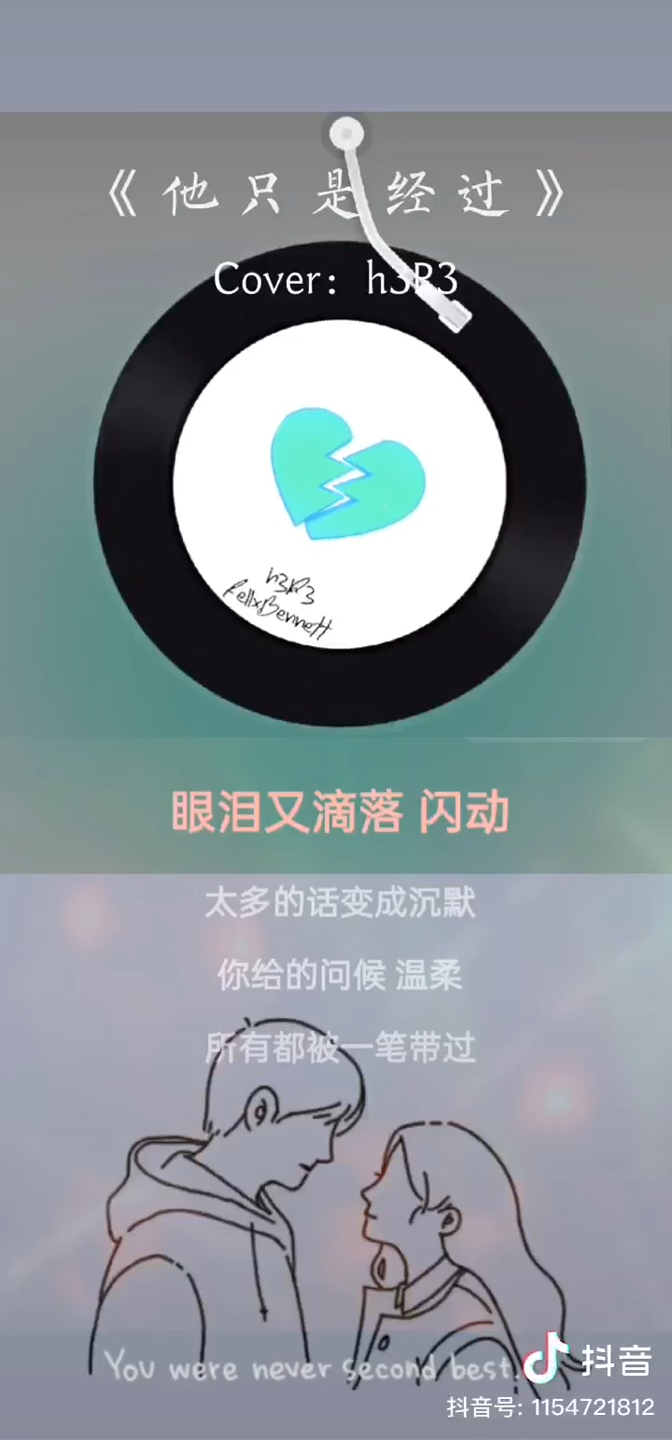 《他只是经过》
Cover: h3R3
h3R3
FelixBennett
眼泪又滴落 闪动
太多的话变成沉默
你给的问候 温柔
所有都被一笔带过
You were never second best.
抖音
抖音号: 1154721812